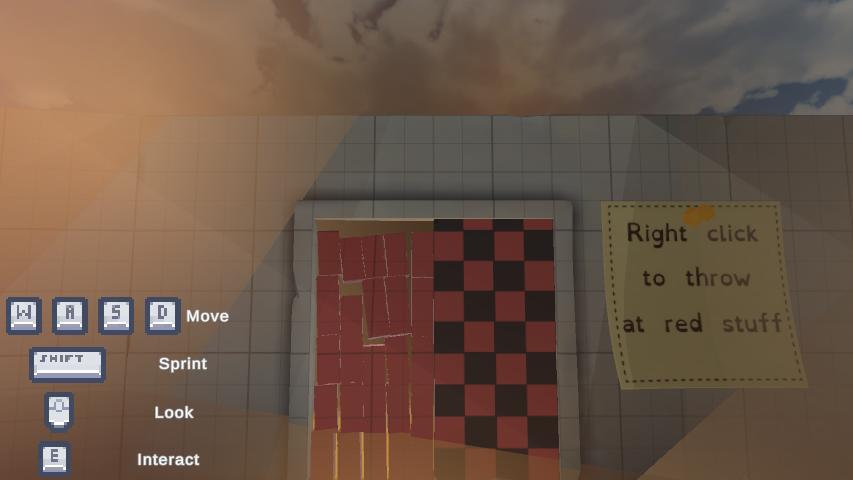 Right click
to throw
at red stuff
W A S D Move
SHIFT Sprint
Look
E Interact